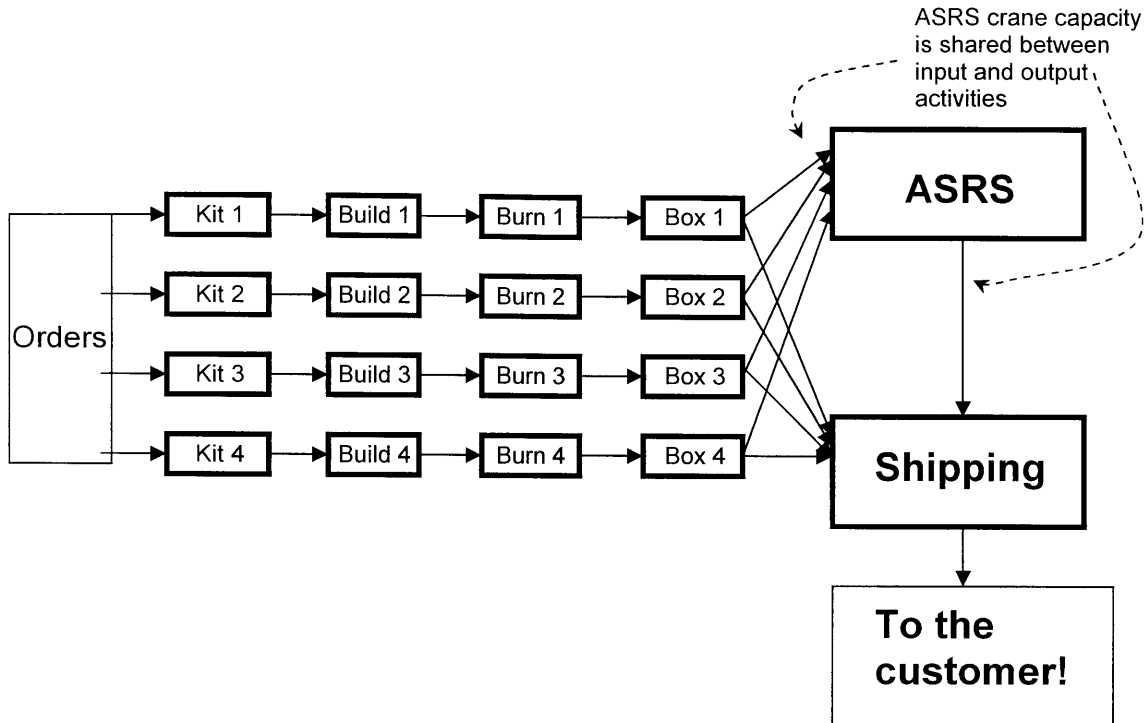 ASRS crane capacity
is shared between
input and output
activities
ASRS
Kit 1
Build 1
Burn 1
Box 1
Kit 2
Build 2
Burn 2
Box 2
Orders
Kit 3
Build 3
Burn 3
Box 3
Kit 4
Build 4
Burn 4
Box 4
Shipping
To the
customer!